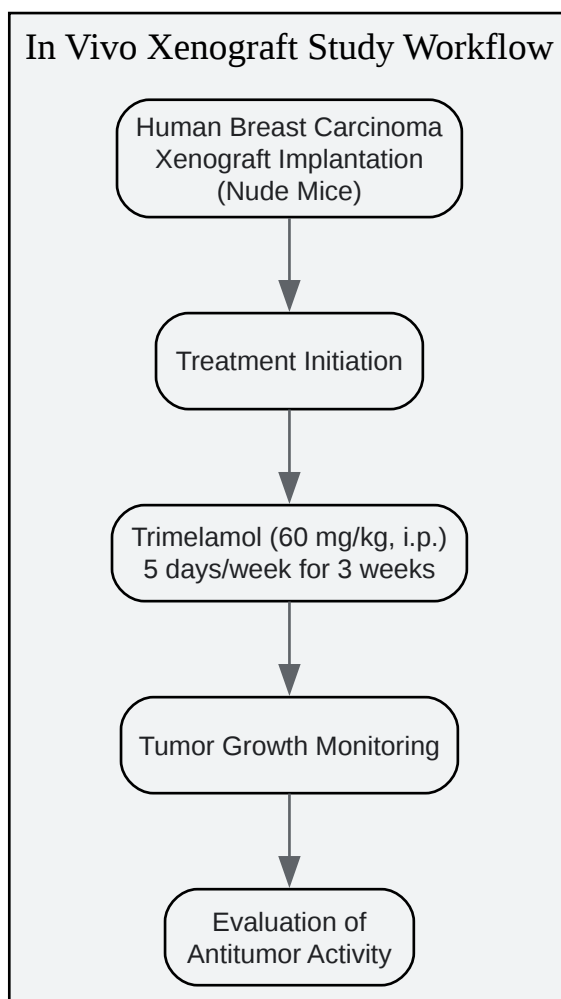 In Vivo Xenograft Study Workflow
Human Breast Carcinoma
Xenograft Implantation
(Nude Mice)
Treatment Initiation
Trimelamol (60 mg/kg, i.p.)
5 days/week for 3 weeks
Tumor Growth Monitoring
Evaluation of
Antitumor Activity